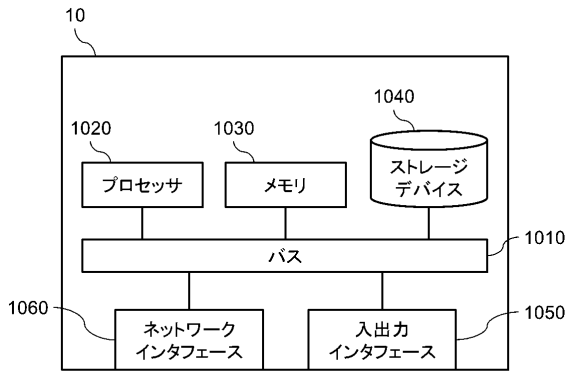 10
1020
1030
1040
プロセッサ
メモリ
ストレージ
デバイス
1010
バス
1060
ネットワーク
インタフェース
入出力
インタフェース
1050